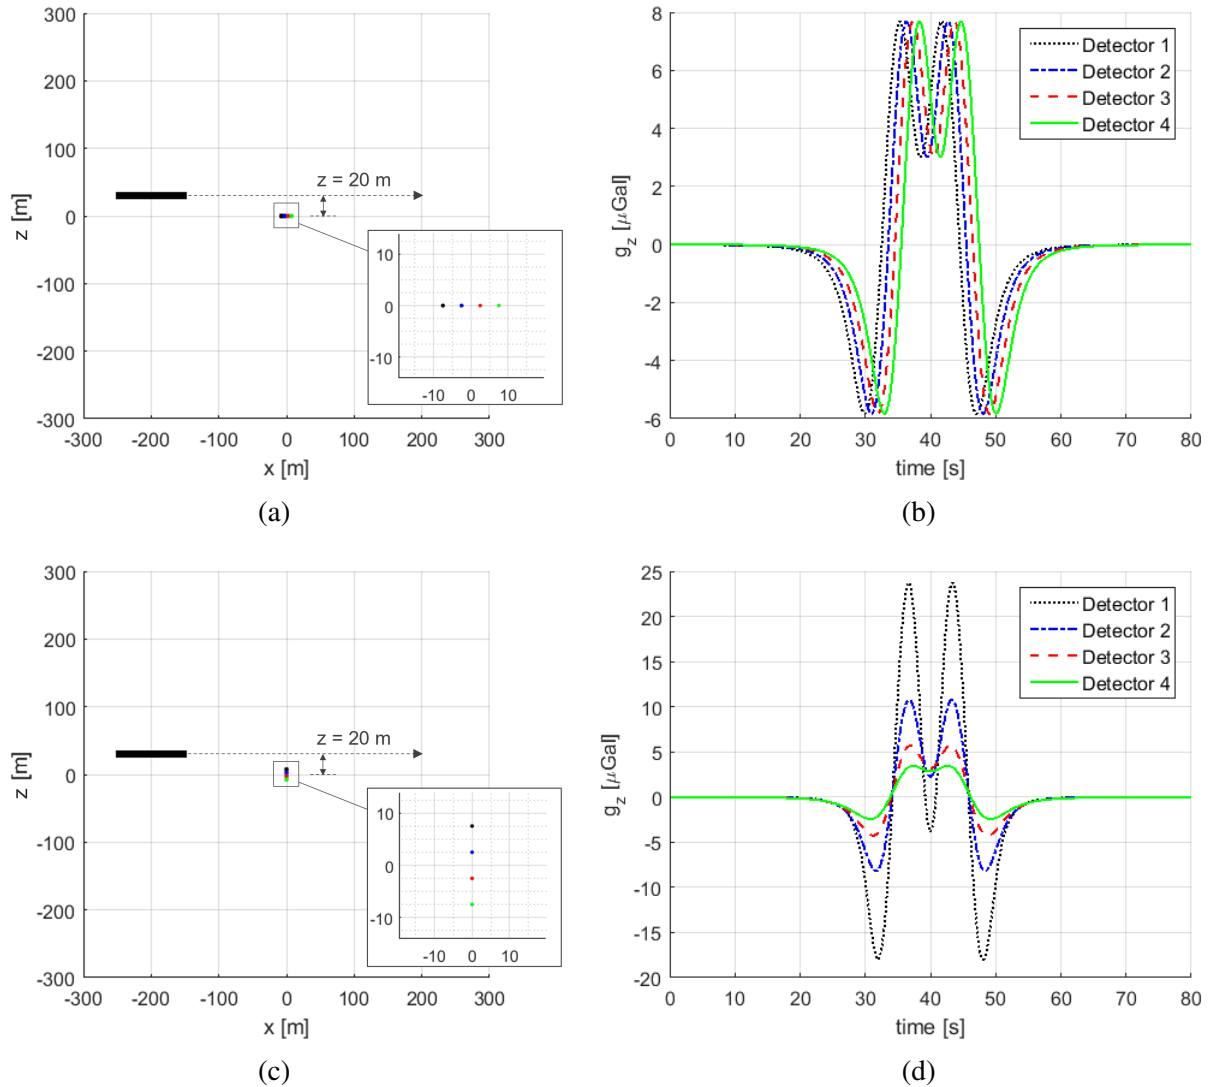 300
200
100
0
-100
-200
-300
-300 -200 -100 0 100 200 300
z [m]
x [m]
z = 20 m
10
0
-10
-10 0 10
(a)
8
6
4
2
0
-2
-4
-6
0 10 20 30 40 50 60 70 80
g_z [μGal]
time [s]
Detector 1
Detector 2
Detector 3
Detector 4
(b)
300
200
100
0
-100
-200
-300
-300 -200 -100 0 100 200 300
z [m]
x [m]
z = 20 m
10
0
-10
-10 0 10
(c)
25
20
15
10
5
0
-5
-10
-15
-20
0 10 20 30 40 50 60 70 80
g_z [μGal]
time [s]
Detector 1
Detector 2
Detector 3
Detector 4
(d)